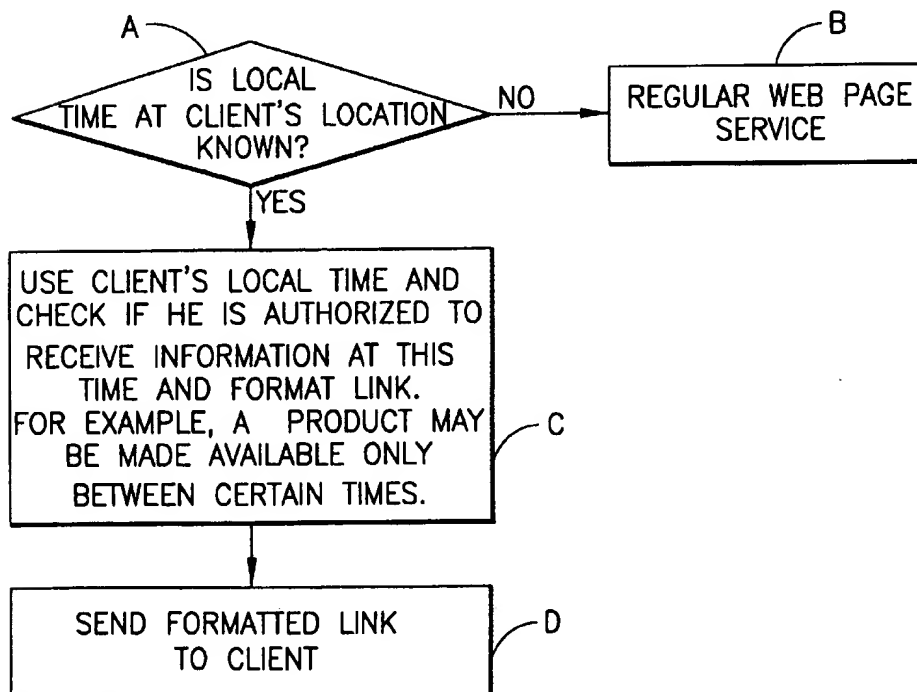 A
IS LOCAL
TIME AT CLIENT'S LOCATION
KNOWN?
NO
B
REGULAR WEB PAGE
SERVICE
YES
USE CLIENT'S LOCAL TIME AND
CHECK IF HE IS AUTHORIZED TO
RECEIVE INFORMATION AT THIS
TIME AND FORMAT LINK.
FOR EXAMPLE, A PRODUCT MAY
BE MADE AVAILABLE ONLY
BETWEEN CERTAIN TIMES.
C
SEND FORMATTED LINK
TO CLIENT
D